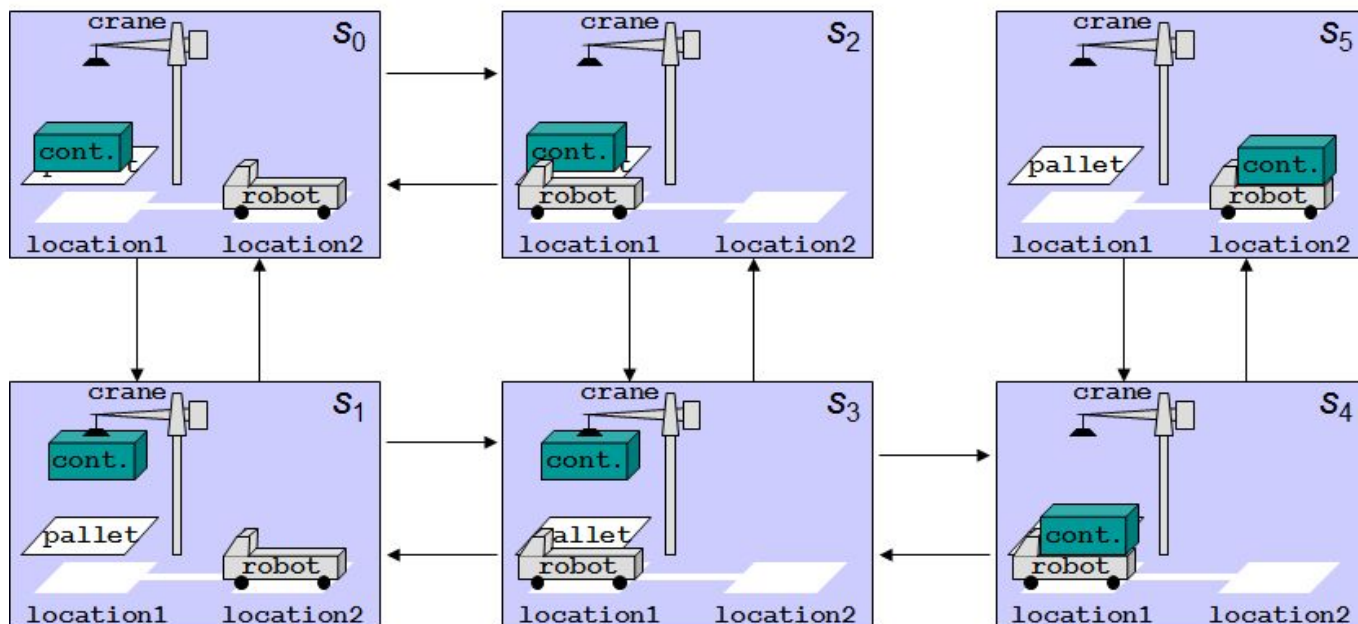 crane
s0
cont.
robot
location1 location2
crane
s2
cont.
robot
location1 location2
crane
s5
cont.
pallet
robot
location1 location2
crane
s1
cont.
pallet
robot
location1 location2
crane
s3
cont.
allet
robot
location1 location2
crane
s4
cont.
robot
location1 location2